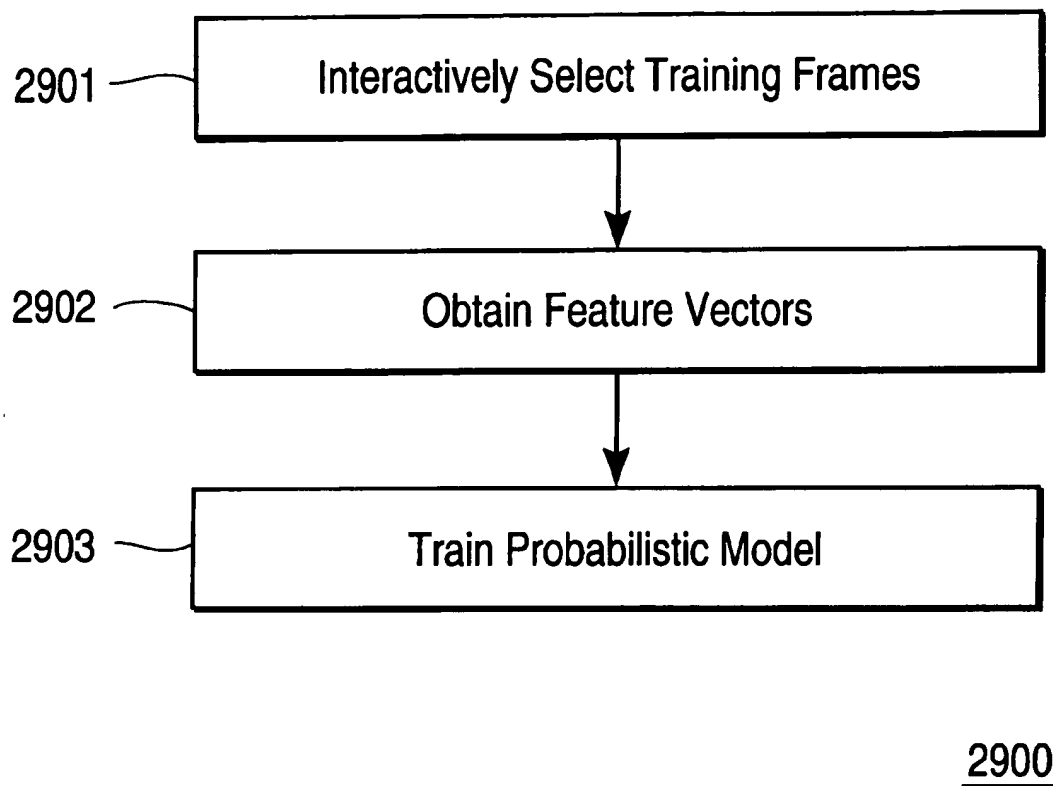 2901 Interactively Select Training Frames
2902 Obtain Feature Vectors
2903 Train Probabilistic Model
2900